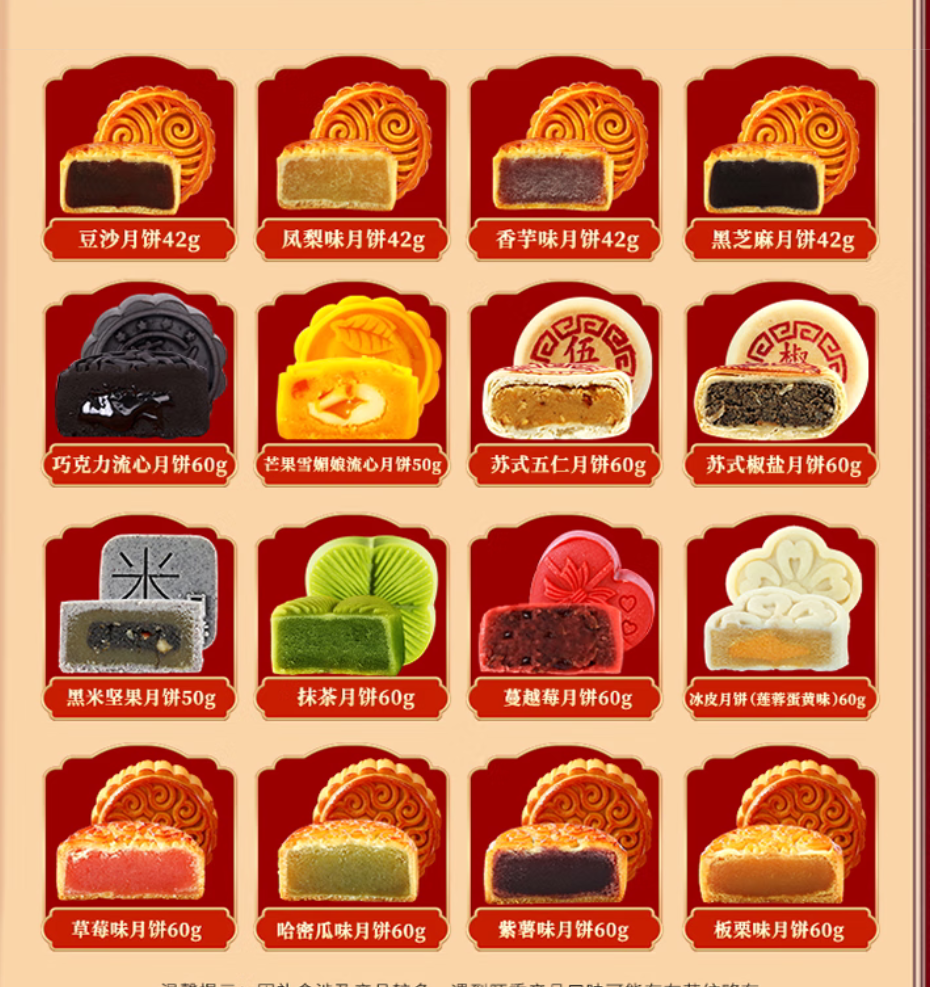 豆沙月饼42g
凤梨味月饼42g
香芋味月饼42g
黑芝麻月饼42g
伍
椒
巧克力流心月饼60g
芒果雪媚娘流心月饼50g
苏式五仁月饼60g
苏式椒盐月饼60g
米
黑米坚果月饼50g
抹茶月饼60g
蔓越莓月饼60g
冰皮月饼(莲蓉蛋黄味)60g
草莓味月饼60g
哈密瓜味月饼60g
紫薯味月饼60g
板栗味月饼60g